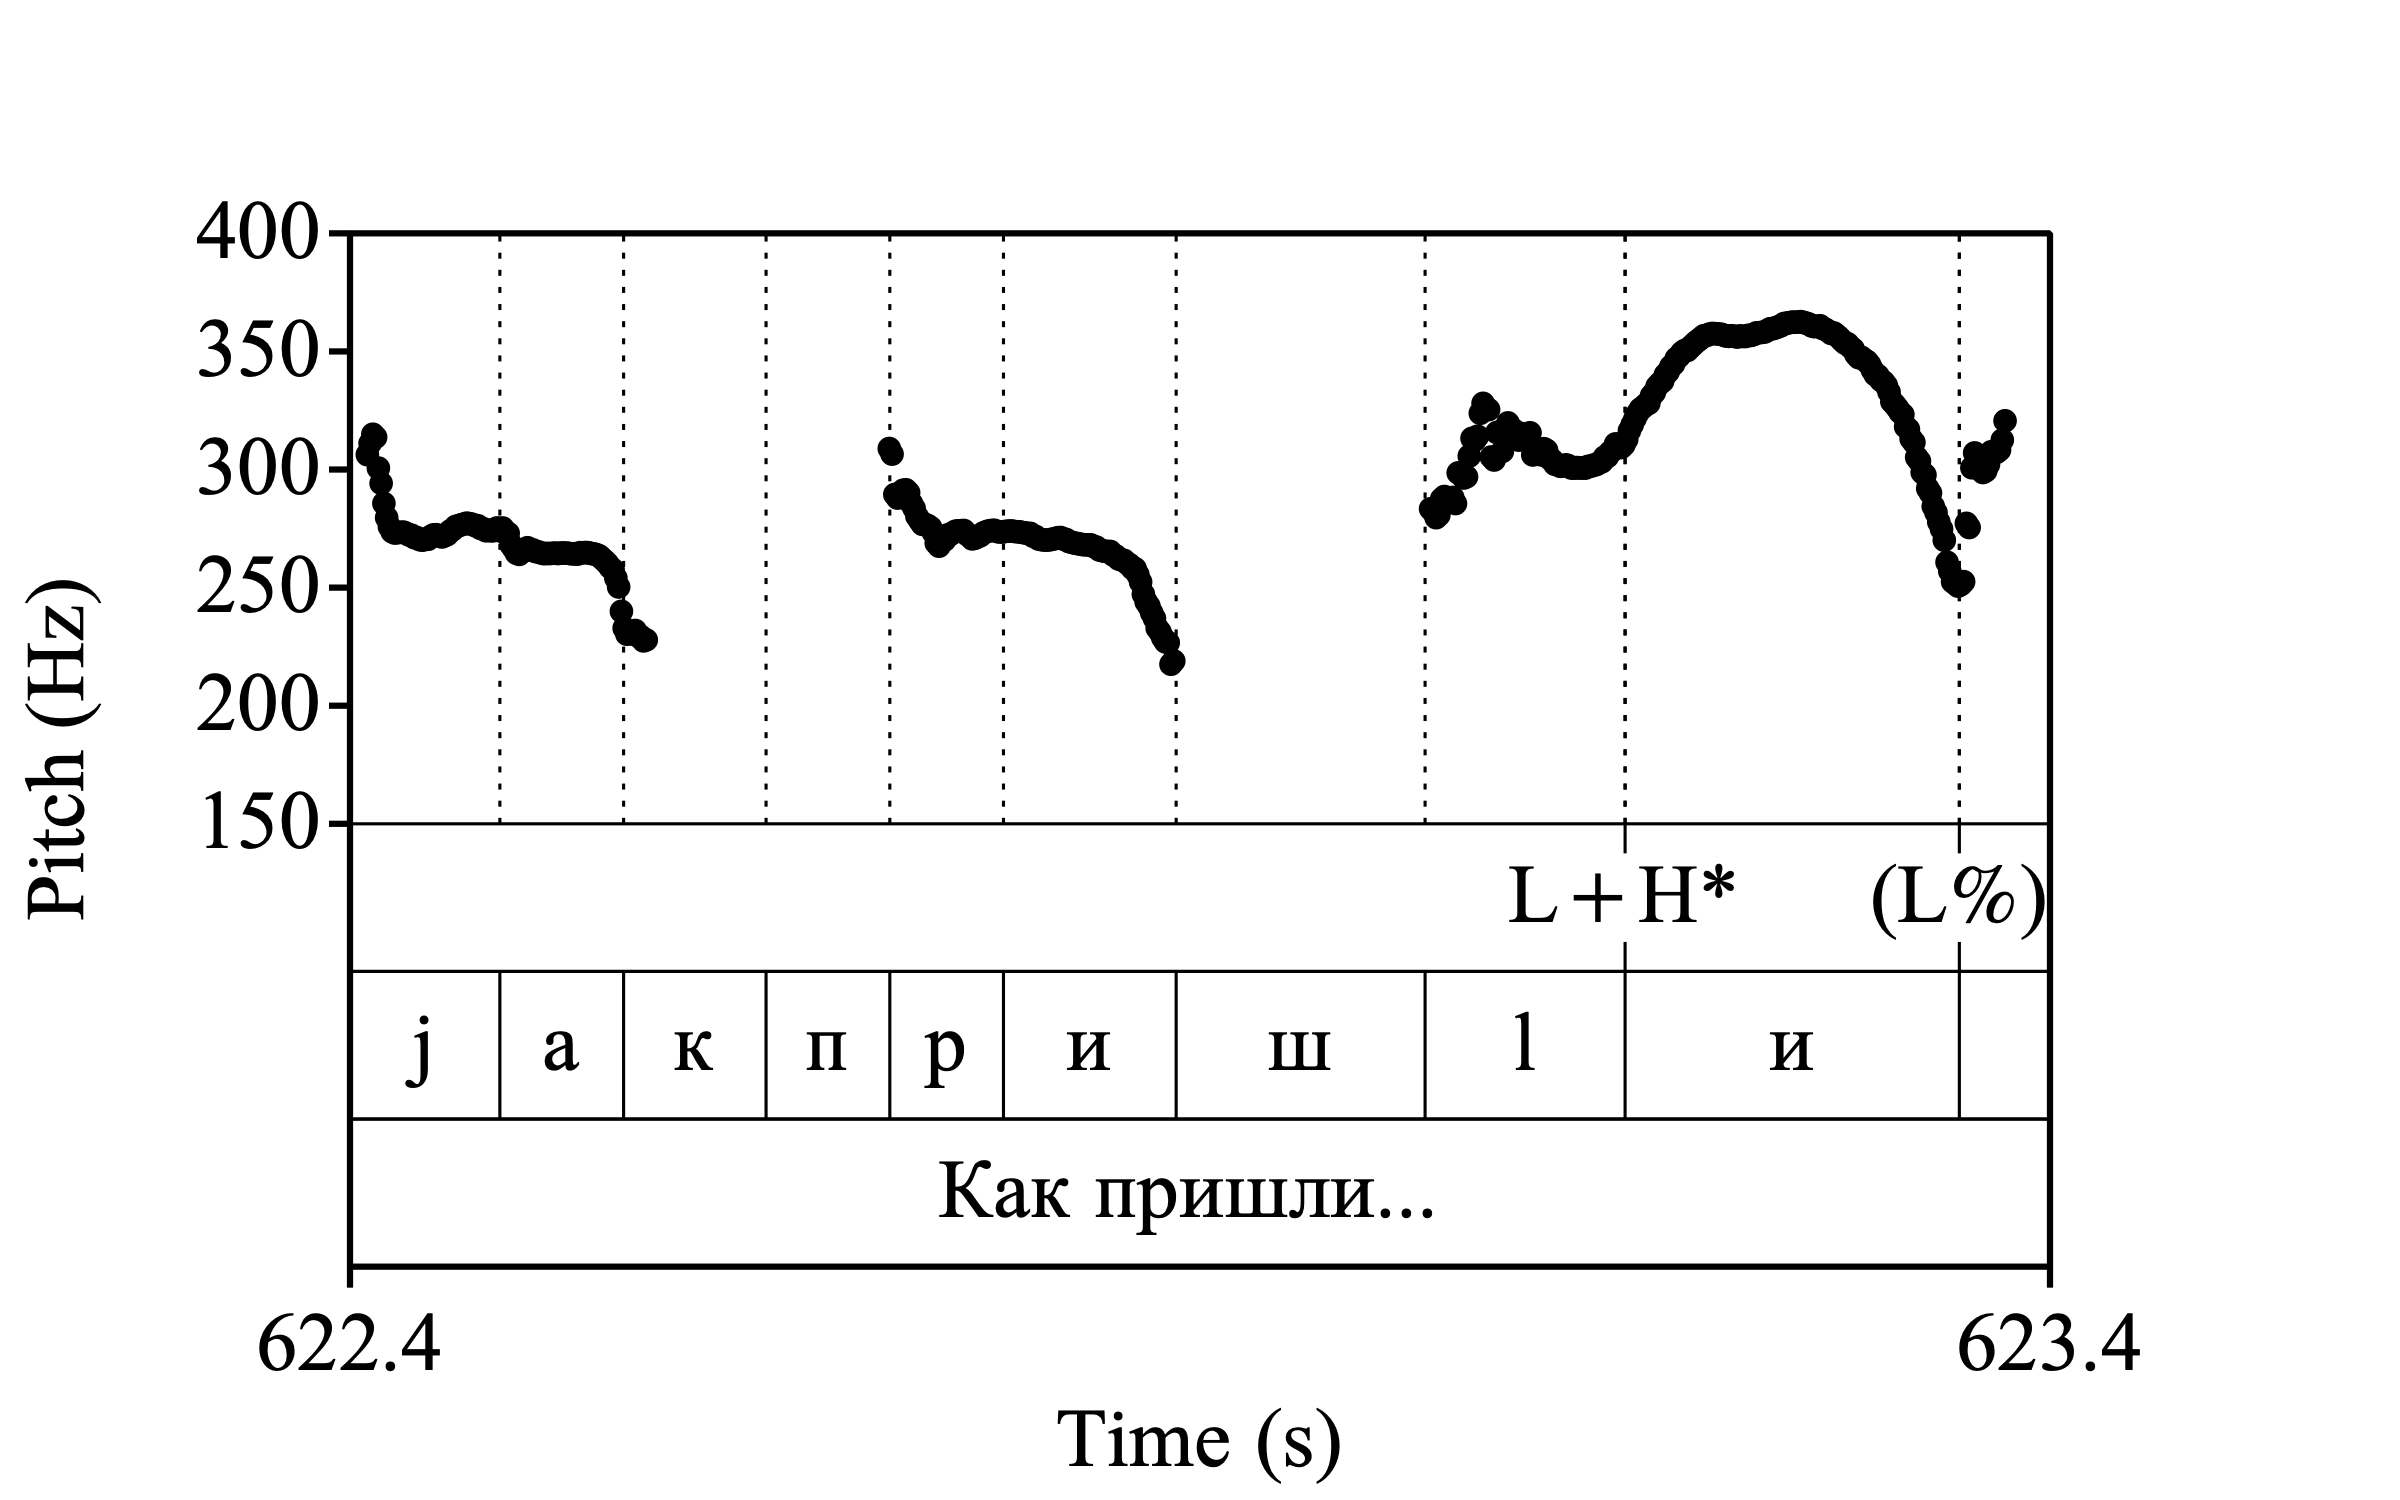 400
350
300
250
200
150
Pitch (Hz)
L+H* (L%)
j а к п р и ш l и
Как пришли...
622.4 623.4
Time (s)